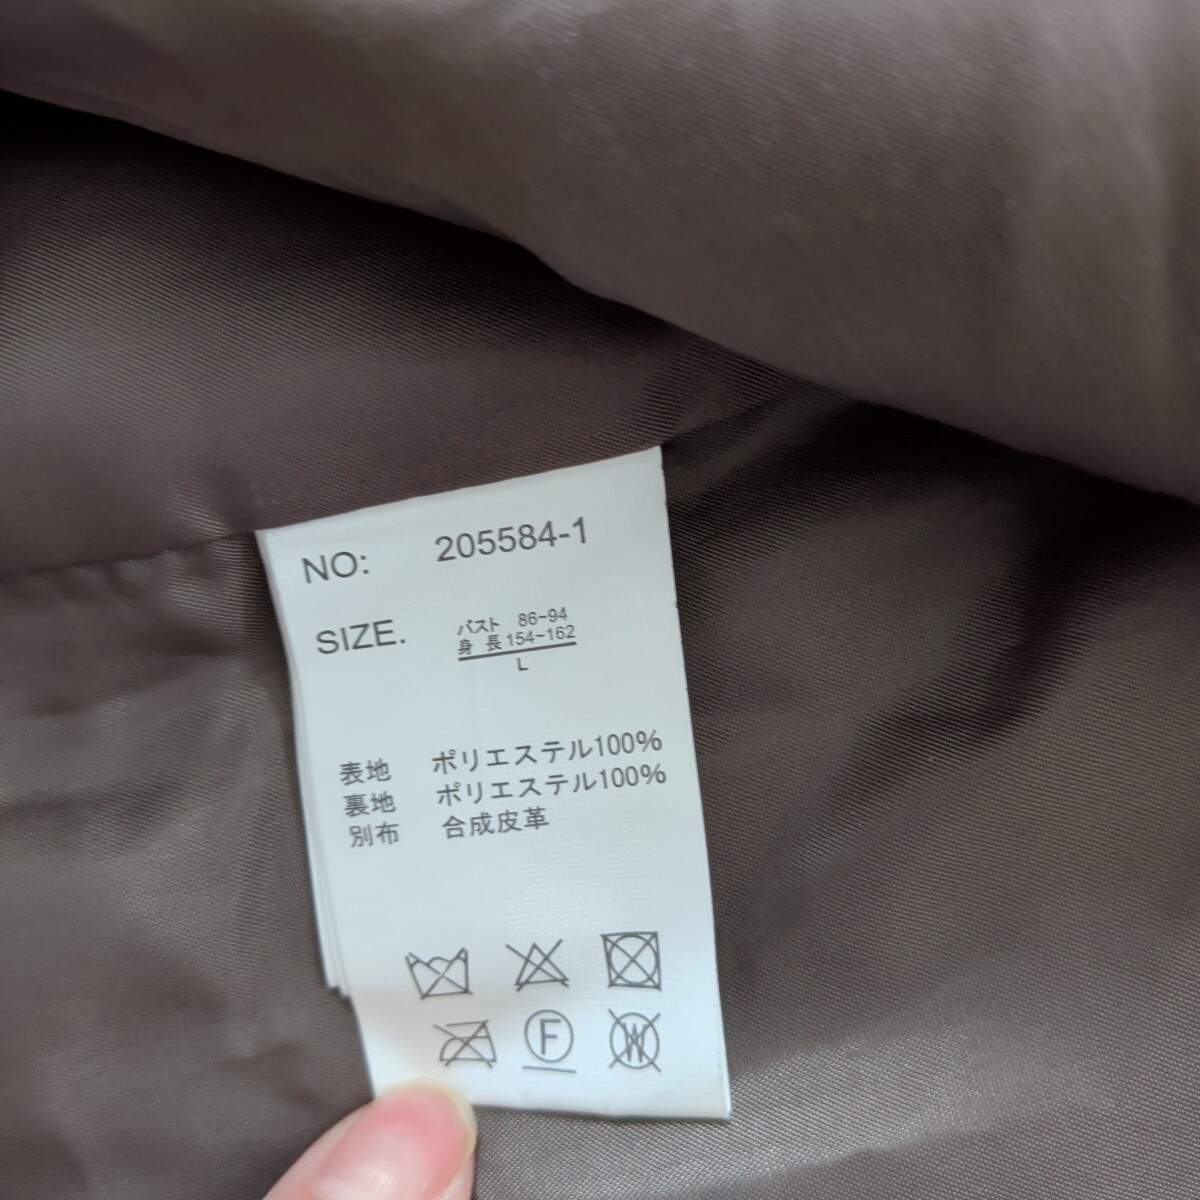 NO: 205584-1
SIZE. バスト 86~94
身長 154~162
L
表地 ポリエステル100%
裏地 ポリエステル100%
別布 合成皮革
F
W